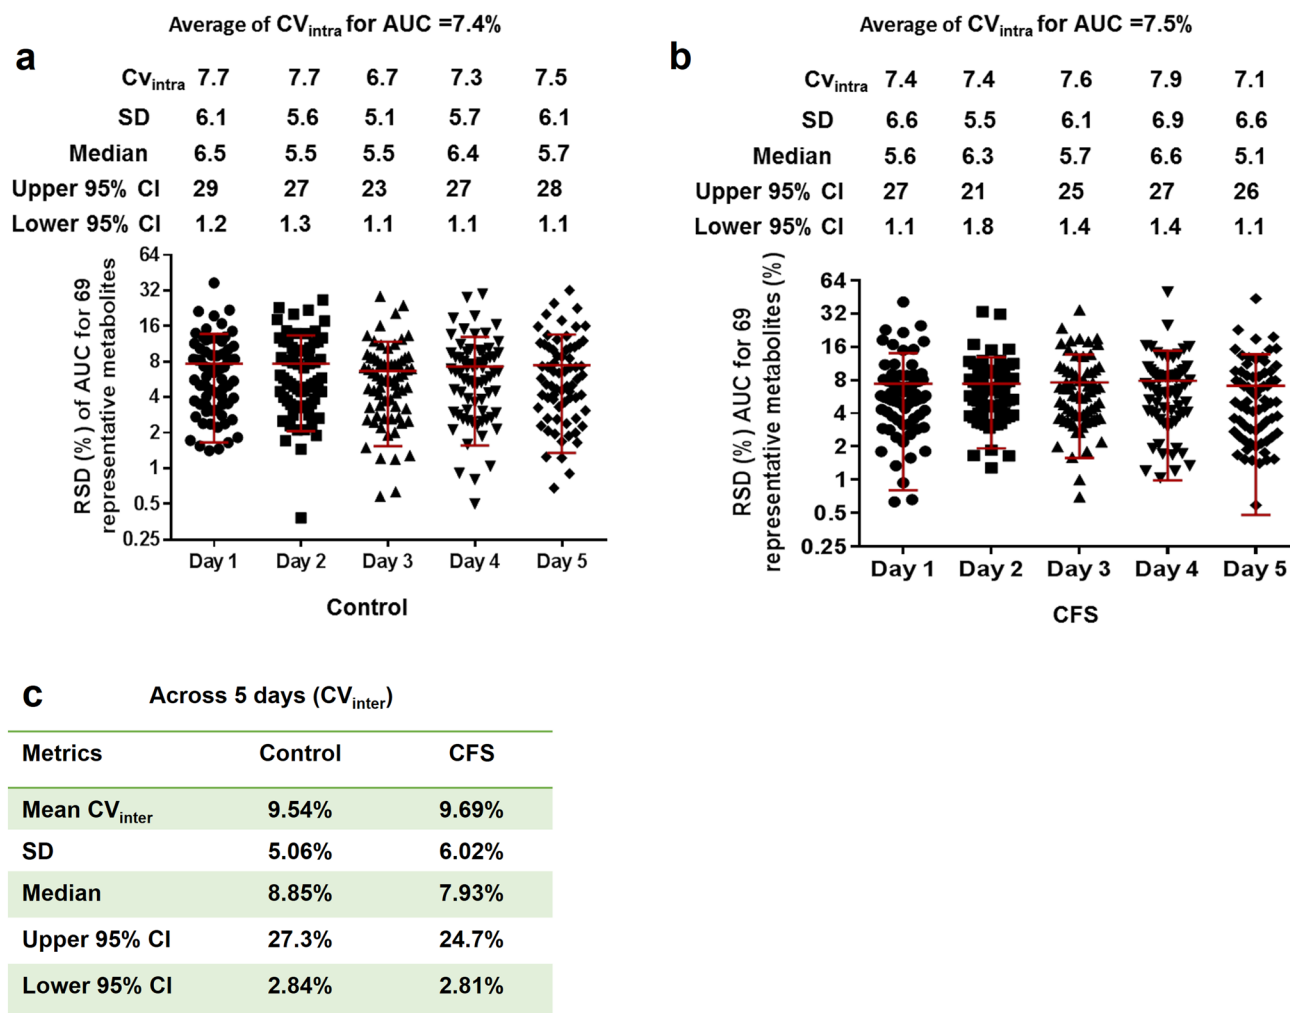 Average of CVintra for AUC =7.4%
a
Cvintra 7.7 7.7 6.7 7.3 7.5
SD 6.1 5.6 5.1 5.7 6.1
Median 6.5 5.5 5.5 6.4 5.7
Upper 95% CI 29 27 23 27 28
Lower 95% CI 1.2 1.3 1.1 1.1 1.1
RSD (%) of AUC for 69
representative metabolites
64
32
16
8
4
2
1
0.5
0.25
Day 1 Day 2 Day 3 Day 4 Day 5
Control
Average of CVintra for AUC =7.5%
b
Cvintra 7.4 7.4 7.6 7.9 7.1
SD 6.6 5.5 6.1 6.9 6.6
Median 5.6 6.3 5.7 6.6 5.1
Upper 95% CI 27 21 25 27 26
Lower 95% CI 1.1 1.8 1.4 1.4 1.1
RSD (%) AUC for 69
representative metabolites (%)
64
32
16
8
4
2
1
0.5
0.25
Day 1 Day 2 Day 3 Day 4 Day 5
CFS
c
Across 5 days (CVinter)
Metrics Control CFS
Mean CVinter 9.54% 9.69%
SD 5.06% 6.02%
Median 8.85% 7.93%
Upper 95% CI 27.3% 24.7%
Lower 95% CI 2.84% 2.81%